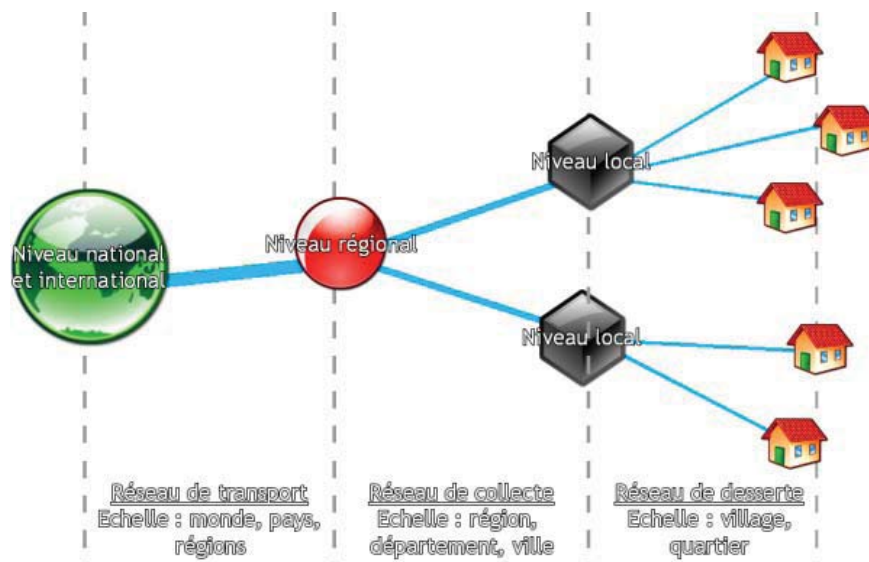 Niveau local
Niveau régional
Niveau national
et international
Niveau local
Réseau de transport
Echelle : monde, pays,
régions
Réseau de collecte
Echelle : région,
département, ville
Réseau de desserte
Echelle : village,
quartier